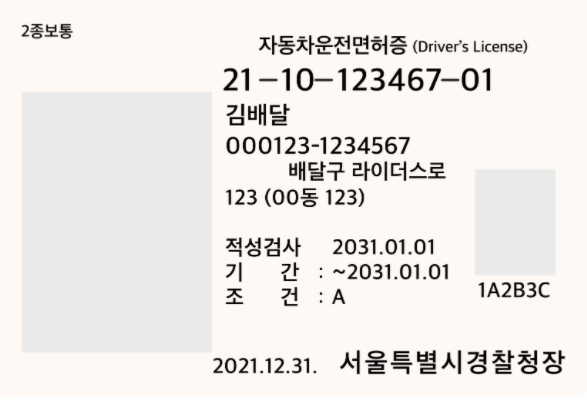 2종보통
자동차운전면허증 (Driver's License)
21-10-123467-01
김배달
000123-1234567
배달구 라이더스로
123 (00동 123)
적성검사 2031.01.01
기 간 : ~2031.01.01
조 건 : A
1A2B3C
2021.12.31. 서울특별시경찰청장